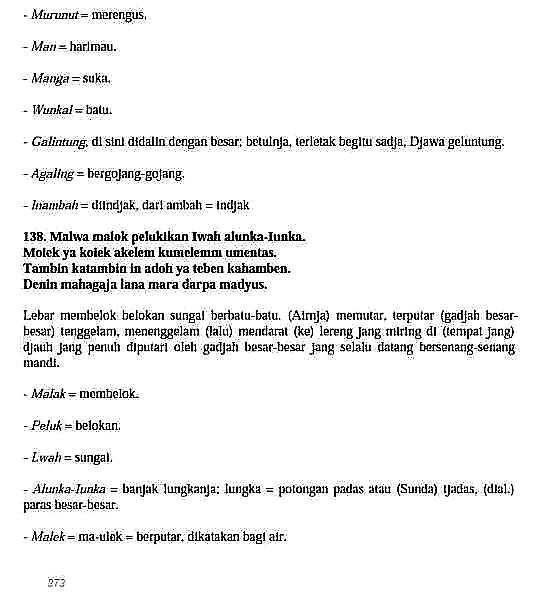 - Murunut = merengus.
- Man = harimau.
- Manga = suka.
- Wunkal = batu.
- Galintung, di sini didalin dengan besar; betulnja, terletak begitu sadja, Djawa geluntung.
- Agaling = bergojang-gojang.
- Inambah = diindjak, dari ambah = indjak
138. Malwa malok pelukikan Iwah alunka-Iunka.
Molek ya kolek akelem kumelemm umentas.
Tambin katambin in adoh ya teben kahamben.
Denin mahagaja lana mara darpa madyus.
Lebar membelok belokan sungai berbatu-batu. (Airnja) memutar, terputar (gadjah besar-
besar) tenggelam, menenggelam (lalu) mendarat (ke) lereng jang miring di (tempat jang)
djauh jang penuh diputari oleh gadjah besar-besar jang selalu datang bersenang-senang
mandi.
- Malak = membelok.
- Peluk = belokan.
- Lwah = sungai.
- Alunka-Iunka = banjak lungkanja; lungka = potongan padas atau (Sunda) tjadas, (dial.)
paras besar-besar.
- Malek = ma-ulek = berputar, dikatakan bagi air.
273